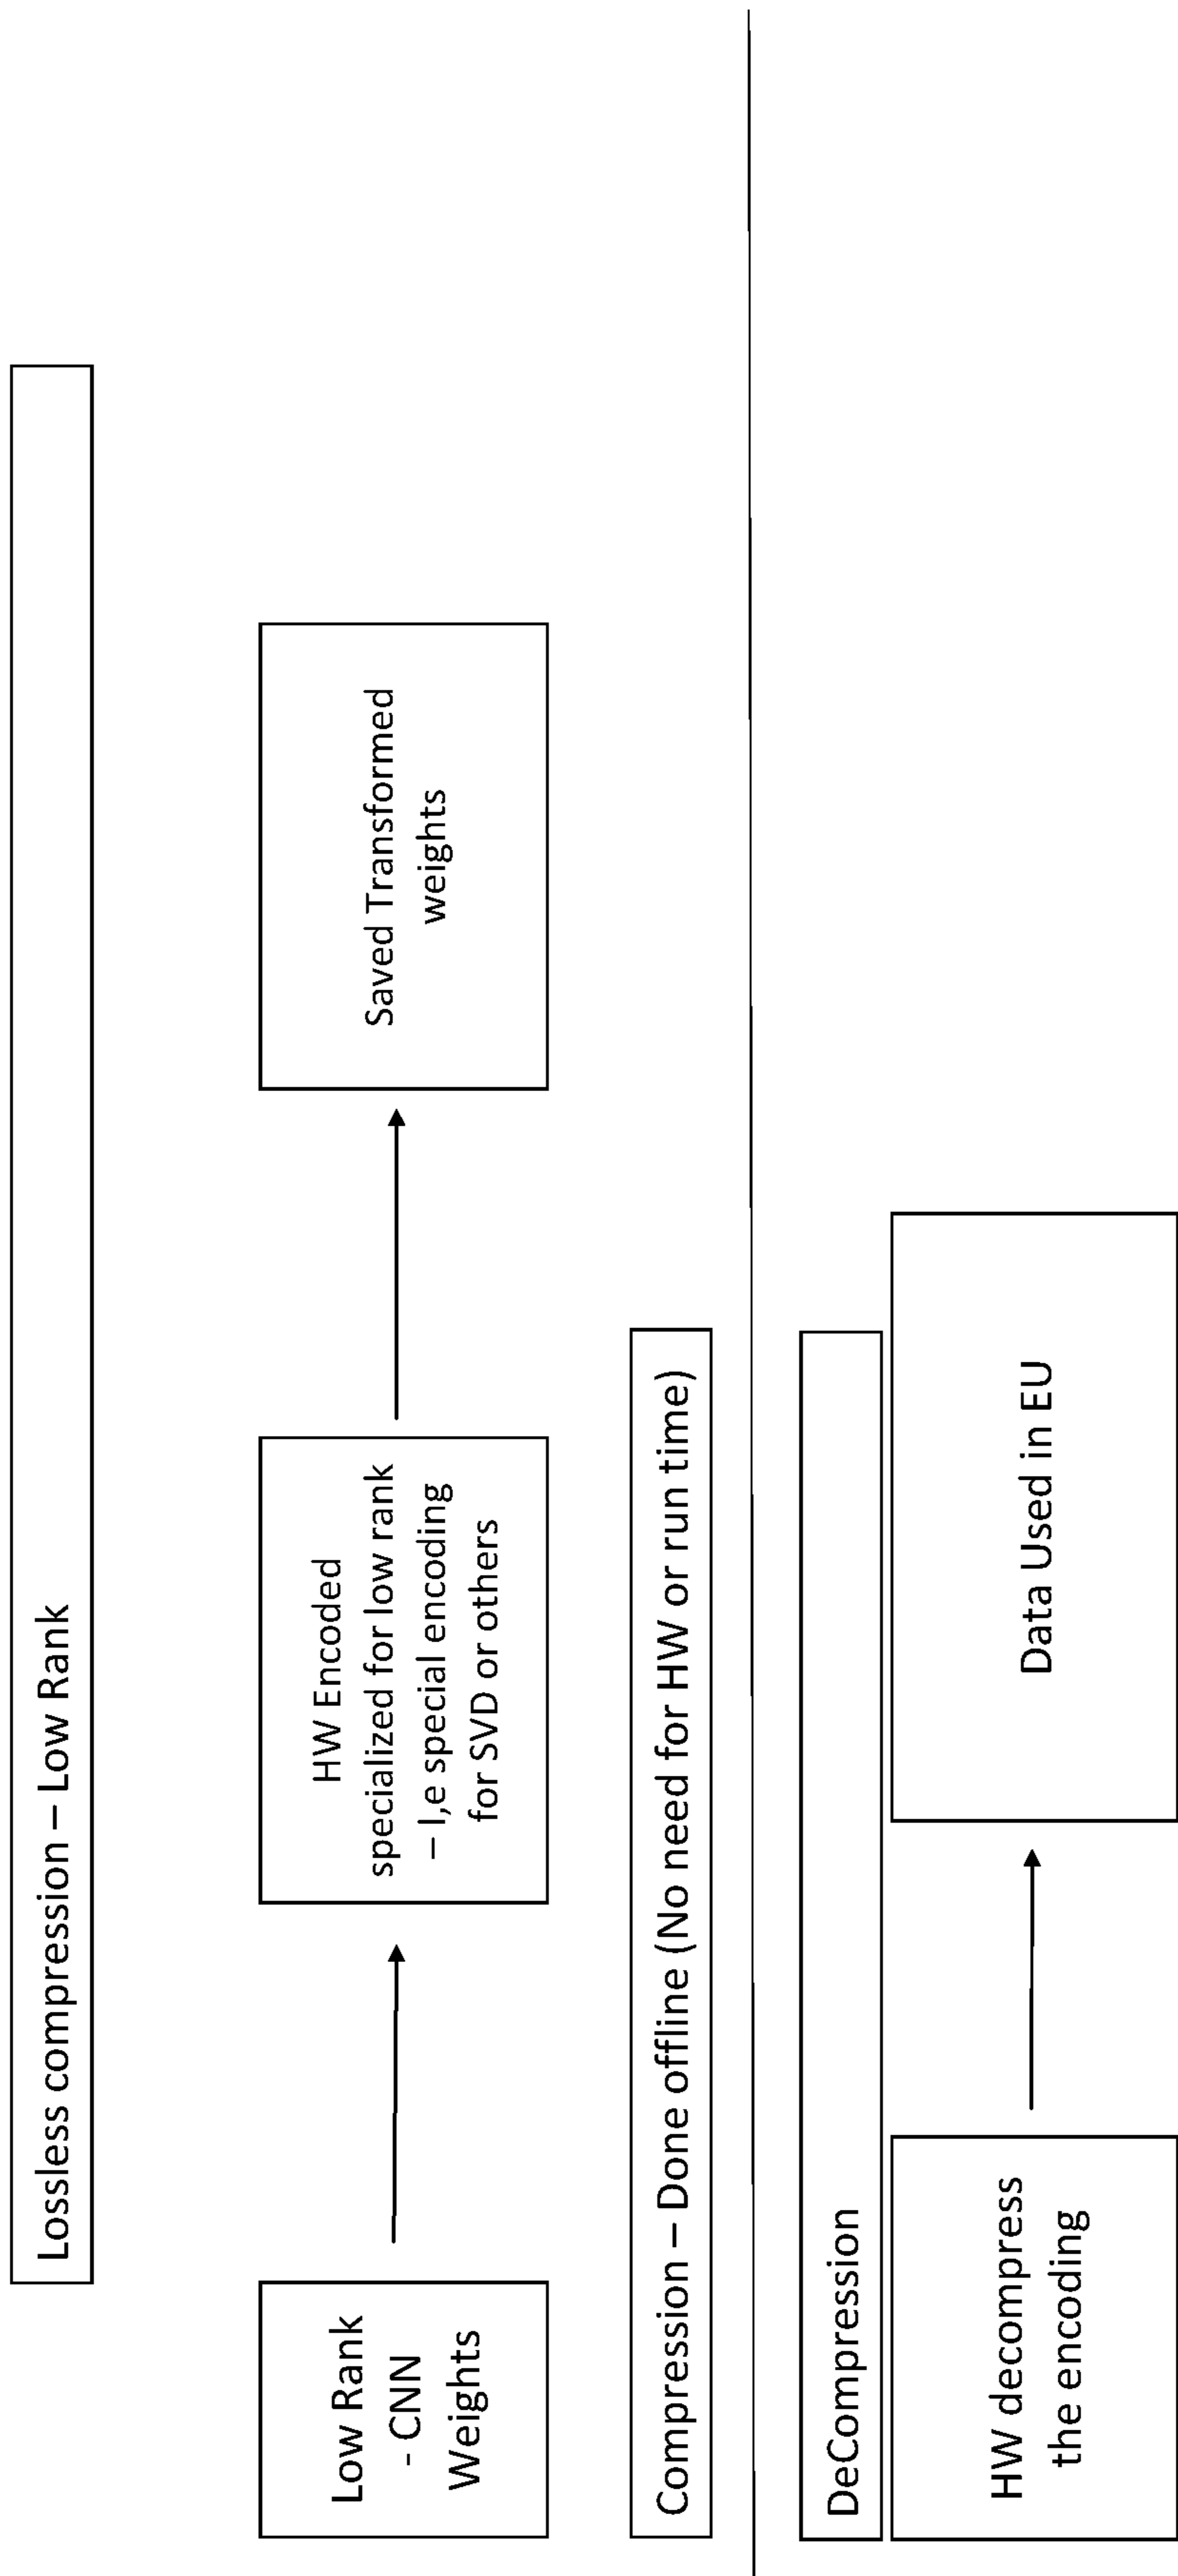 Lossless compression – Low Rank
Low Rank
- CNN
Weights
HW Encoded
specialized for low rank
– I,e special encoding
for SVD or others
Saved Transformed
weights
Compression – Done offline (No need for HW or run time)
DeCompression
HW decompress
the encoding
Data Used in EU